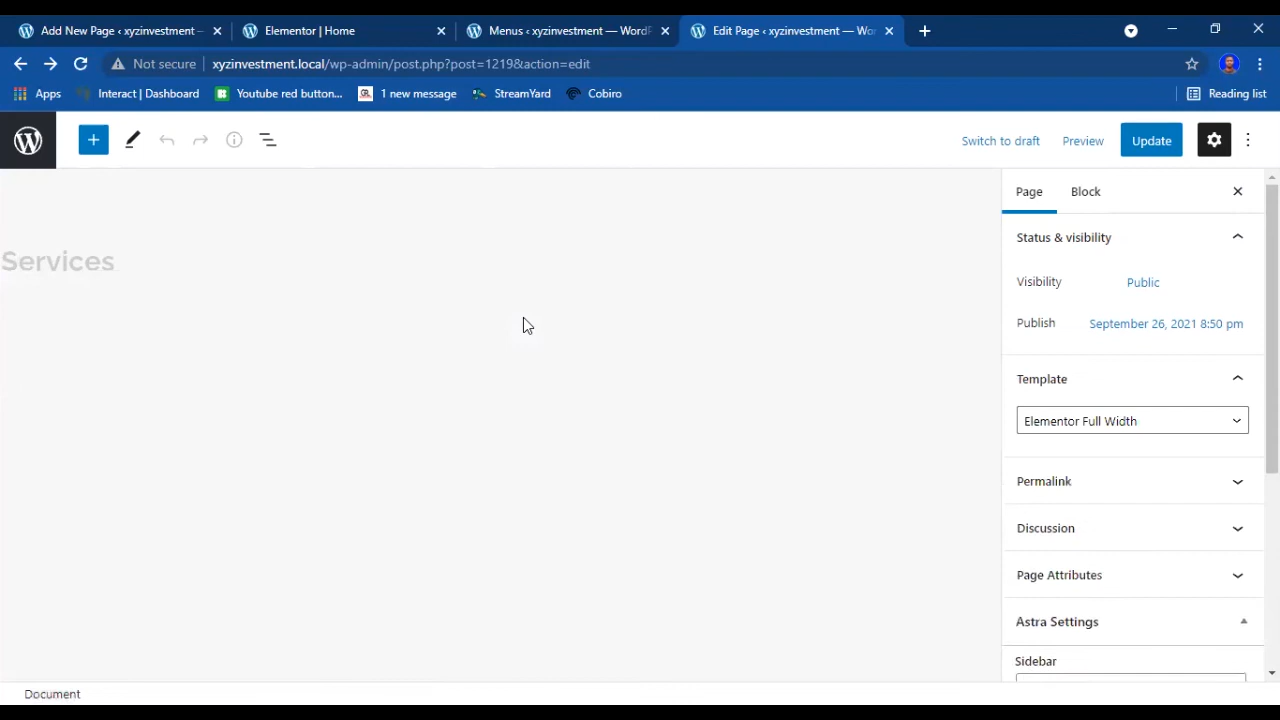 Add New Page ‹ xyzinvestment —
Elementor | Home
Menus ‹ xyzinvestment — WordP
Edit Page ‹ xyzinvestment — Wor
Not secure
xyzinvestment.local/wp-admin/post.php?post=1219&action=edit
Apps
Interact | Dashboard
Youtube red button...
1 new message
StreamYard
Cobiro
Reading list
Switch to draft
Preview
Update
Page
Block
Services
Status & visibility
Visibility
Public
Publish
September 26, 2021 8:50 pm
Template
Elementor Full Width
Permalink
Discussion
Page Attributes
Astra Settings
Sidebar
Document